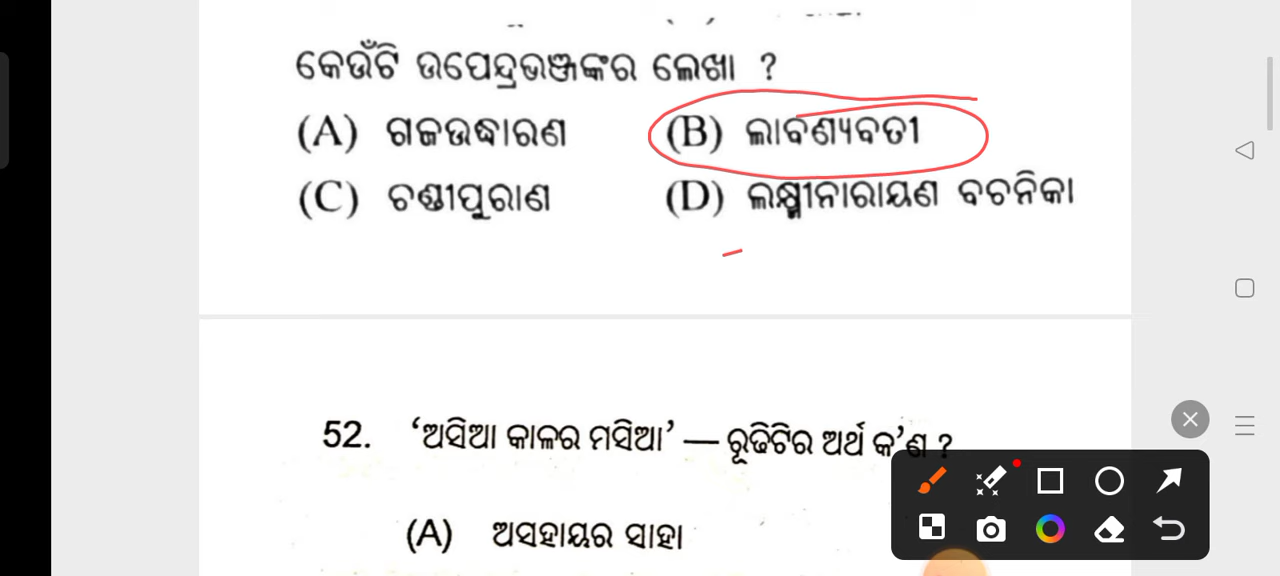 କେଉଁଟି ଉପେନ୍ଦ୍ରଭଞ୍ଜଙ୍କର ଲେଖା ?
(A) ଗଜଉଦ୍ଧାରଣ (B) ଲାବଣ୍ୟବତୀ
(C) ଚଣ୍ଡୀପୁରାଣ (D) ଲକ୍ଷ୍ମୀନାରାୟଣ ବଚନିକା
52. ‘ଅସିଆ କାଳର ମସିଆ’ — ରୂଢିଟିର ଅର୍ଥ କ’ଣ ?
(A) ଅସହାୟର ସାହା